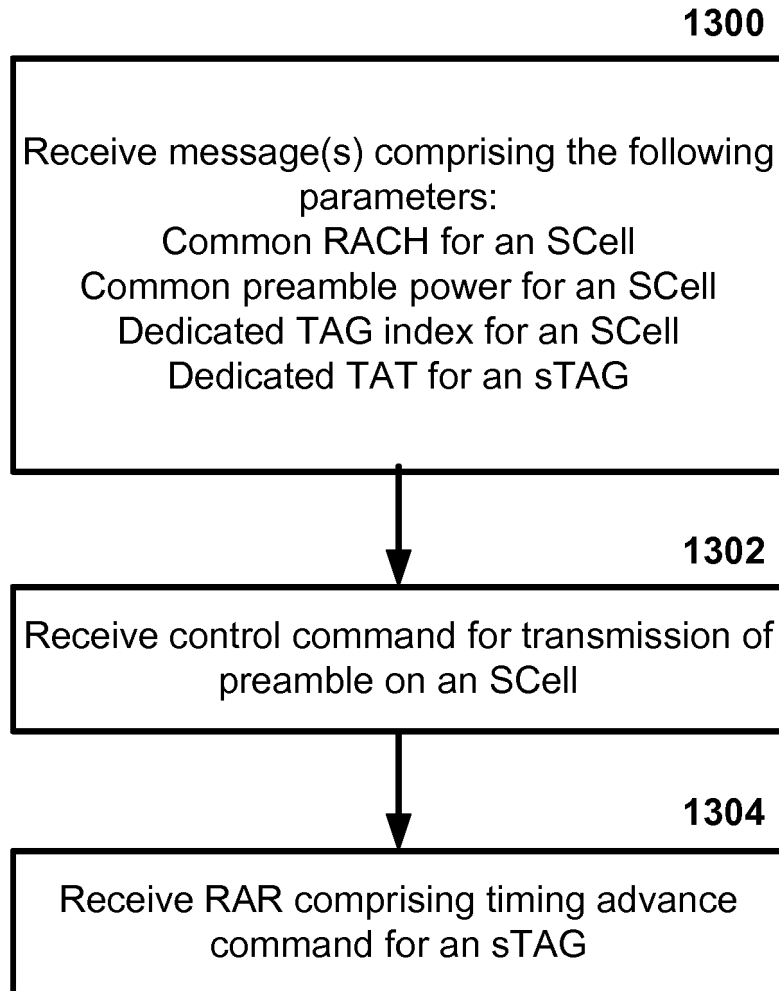 1300
Receive message(s) comprising the following
parameters:
Common RACH for an SCell
Common preamble power for an SCell
Dedicated TAG index for an SCell
Dedicated TAT for an sTAG
1302
Receive control command for transmission of
preamble on an SCell
1304
Receive RAR comprising timing advance
command for an sTAG